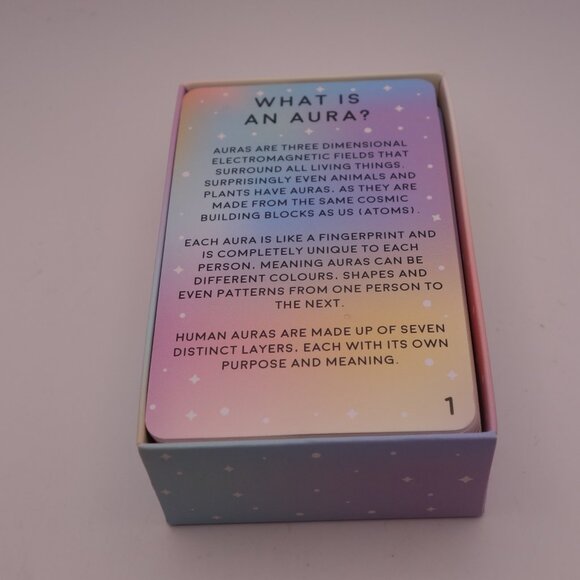 WHAT IS
AN AURA?
AURAS ARE THREE DIMENSIONAL
ELECTROMAGNETIC FIELDS THAT
SURROUND ALL LIVING THINGS.
SURPRISINGLY EVEN ANIMALS AND
PLANTS HAVE AURAS, AS THEY ARE
MADE FROM THE SAME COSMIC
BUILDING BLOCKS AS US (ATOMS).
EACH AURA IS LIKE A FINGERPRINT AND
IS COMPLETELY UNIQUE TO EACH
PERSON. MEANING AURAS CAN BE
DIFFERENT COLOURS, SHAPES AND
EVEN PATTERNS FROM ONE PERSON TO
THE NEXT.
HUMAN AURAS ARE MADE UP OF SEVEN
DISTINCT LAYERS, EACH WITH ITS OWN
PURPOSE AND MEANING.
1